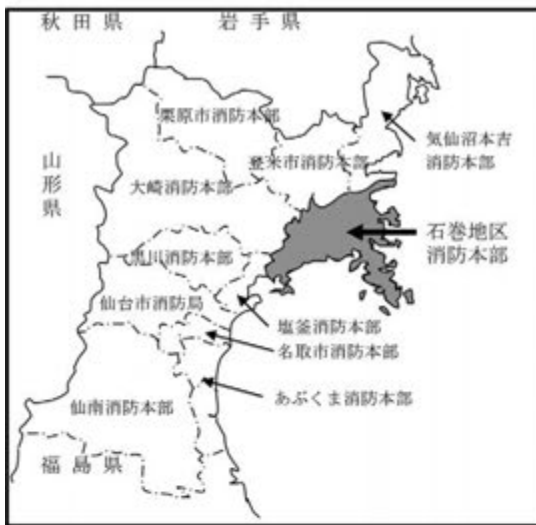 秋田県
岩手県
栗原市消防本部
気仙沼本吉
消防本部
登米市消防本部
山形県
大崎消防本部
石巻地区
消防本部
黒川消防本部
仙台市消防局
塩釜消防本部
名取市消防本部
あぶくま消防本部
仙南消防本部
福島県